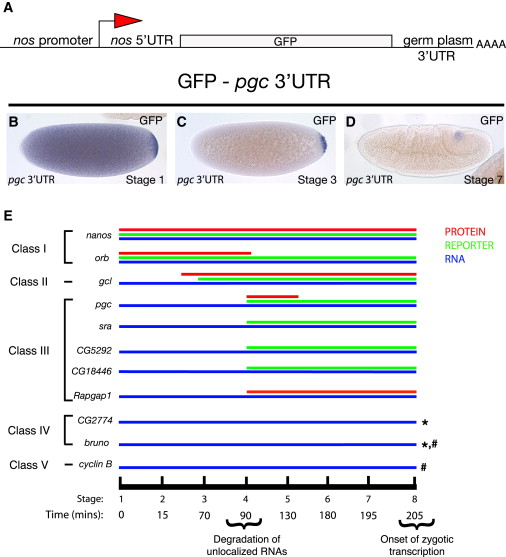 A
nos promoter
nos 5’UTR
GFP
germ plasm
3’UTR
AAAA
GFP - pgc 3’UTR
B
GFP
pgc 3’UTR
Stage 1
C
GFP
pgc 3’UTR
Stage 3
D
GFP
pgc 3’UTR
Stage 7
E
PROTEIN
REPORTER
RNA
Class I
nanos
orb
Class II
gcl
Class III
pgc
sra
CG5292
CG18446
Rapgap1
Class IV
CG2774
*
bruno
*,#
Class V
cyclin B
#
Stage: 1 2 3 4 5 6 7 8
Time (mins): 0 15 70 90 130 180 195 205
Degradation of
unlocalized RNAs
Onset of zygotic
transcription